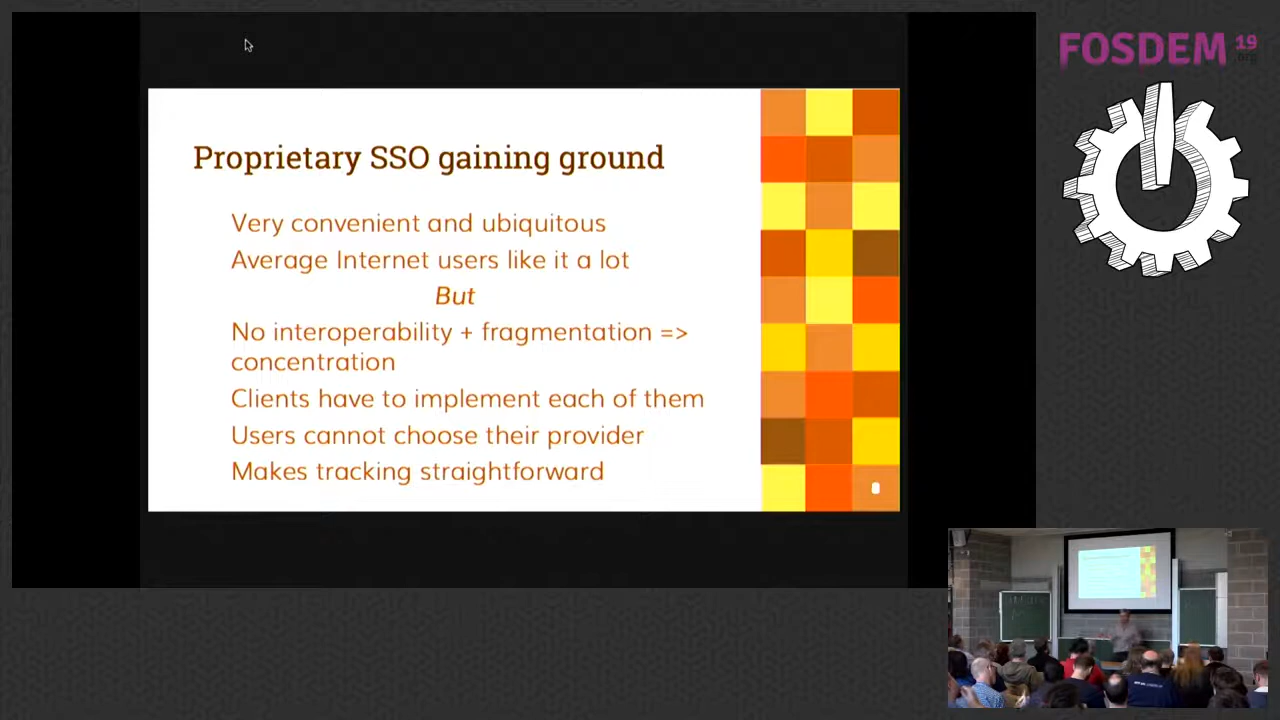 FOSDEM 19
.org
Proprietary SSO gaining ground
Very convenient and ubiquitous
Average Internet users like it a lot
But
No interoperability + fragmentation =>
concentration
Clients have to implement each of them
Users cannot choose their provider
Makes tracking straightforward
8